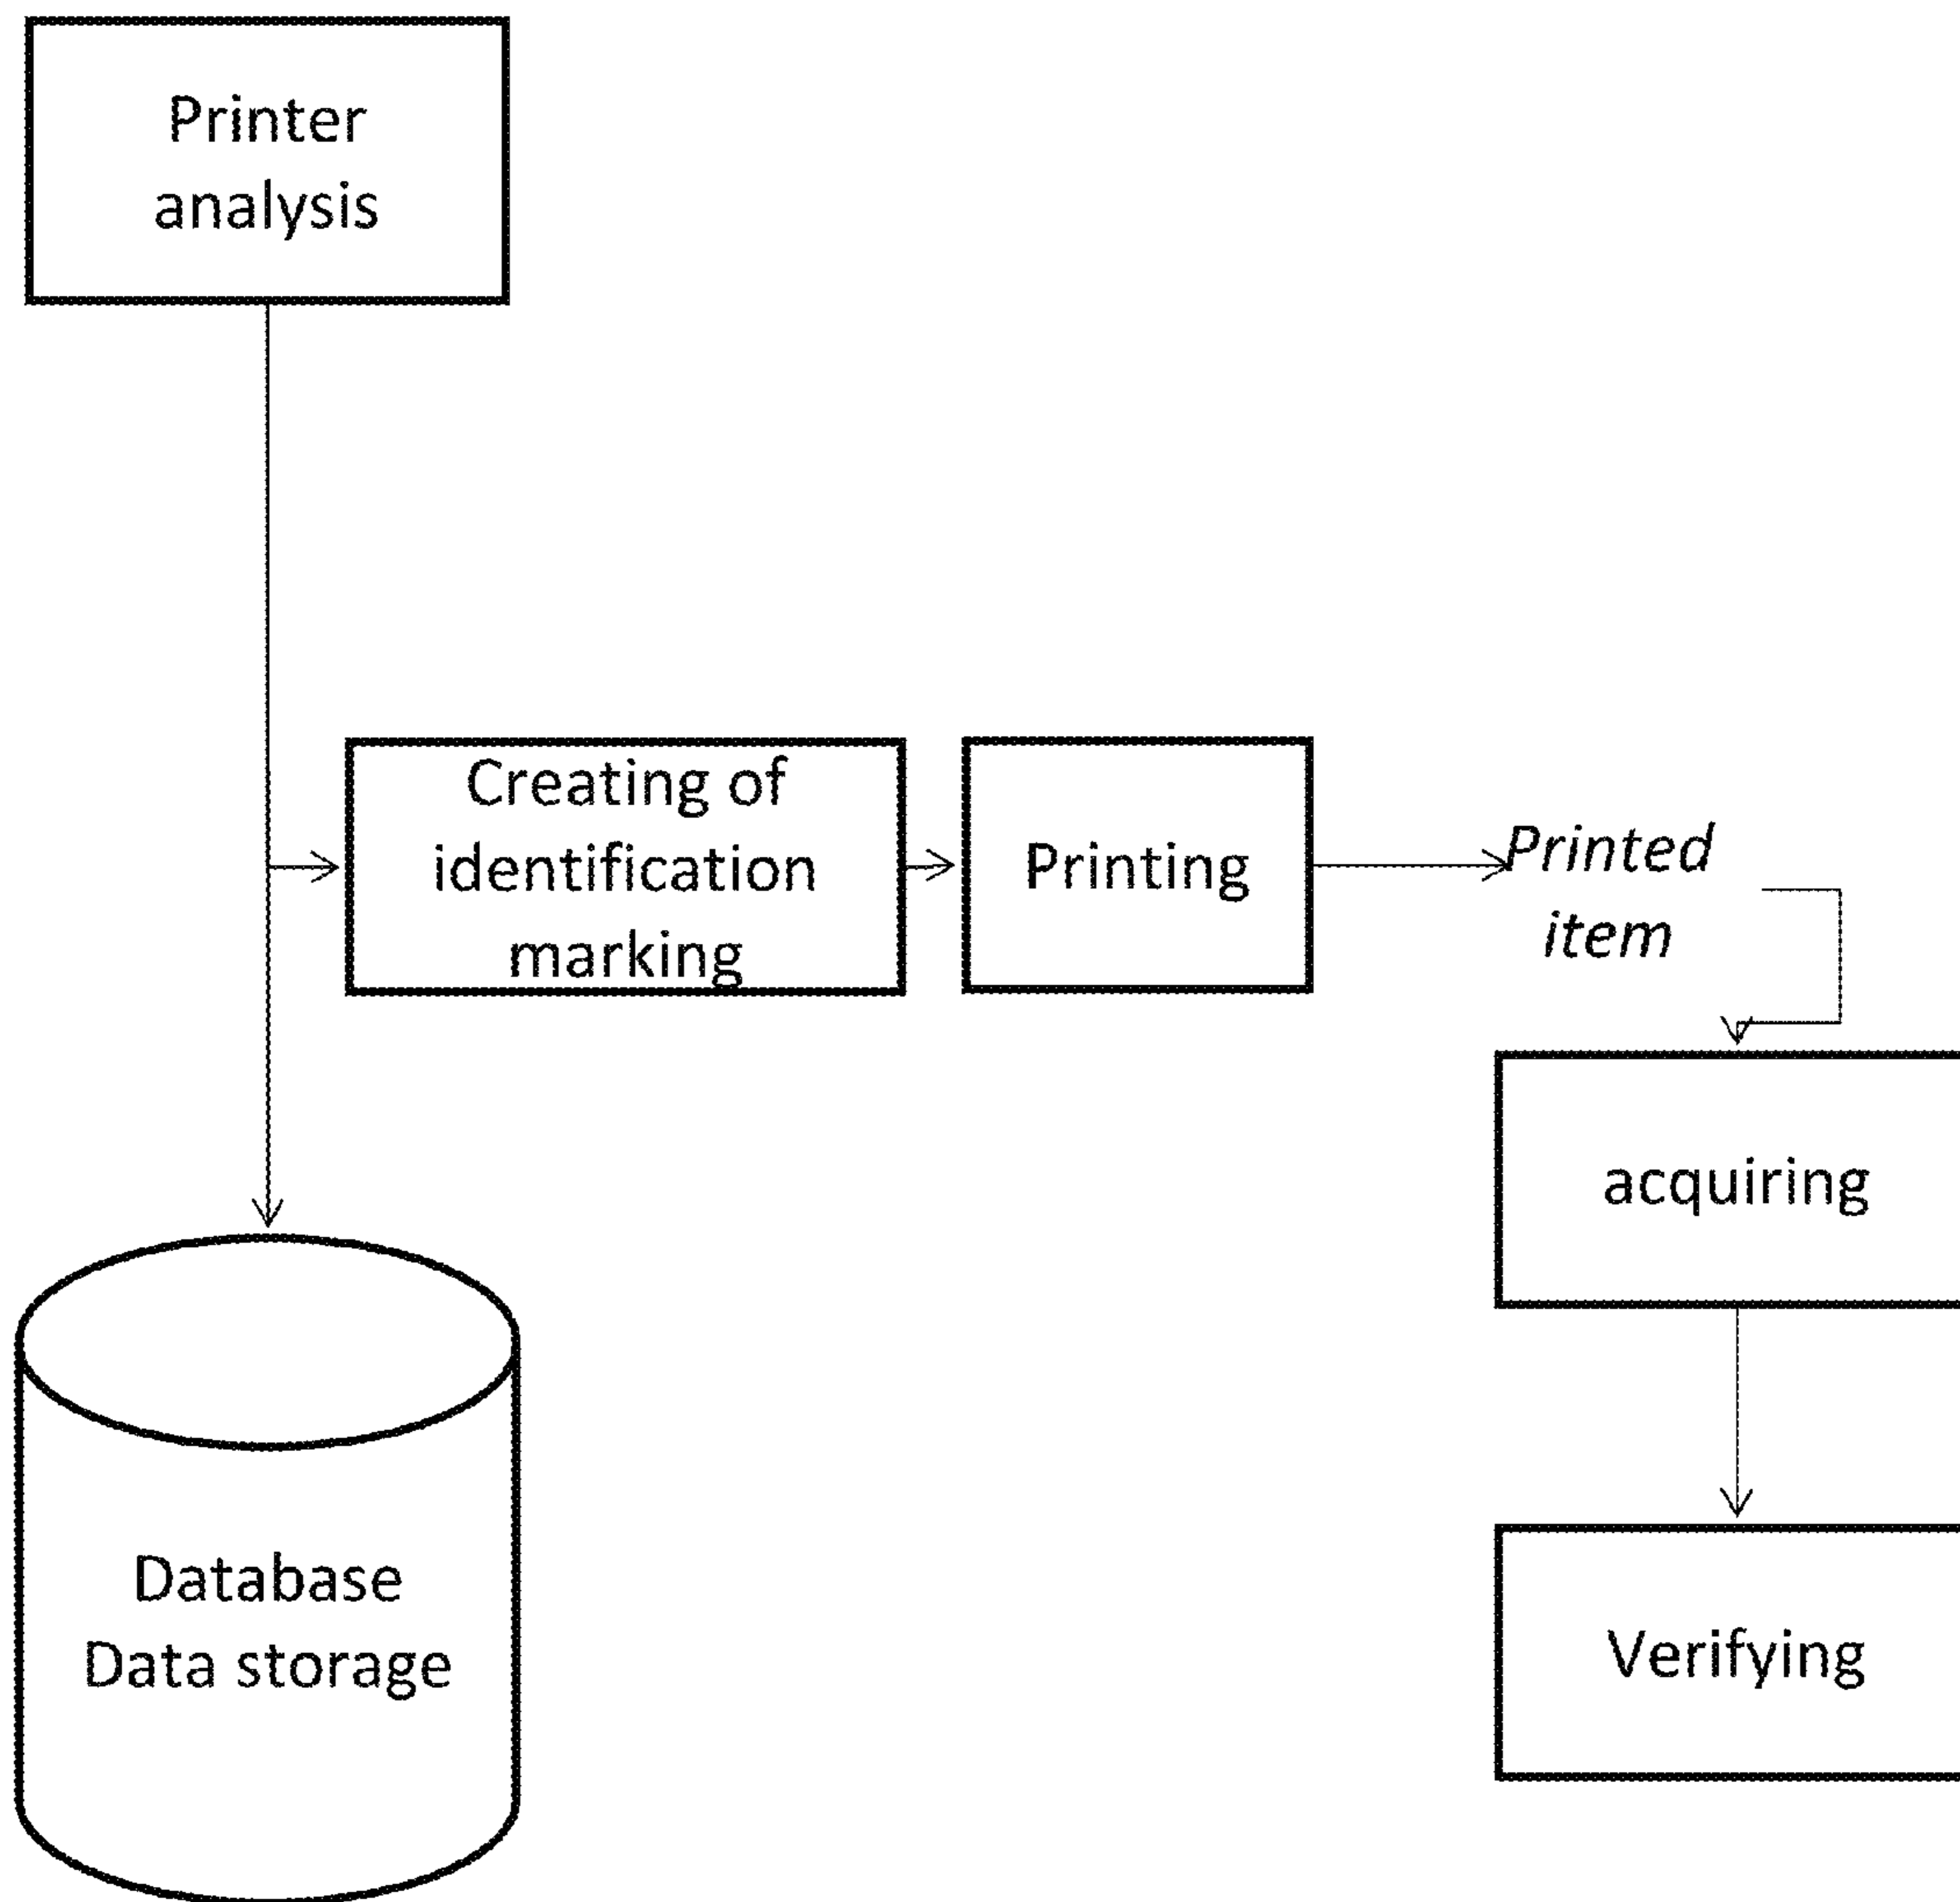 Printer
analysis
Creating of
identification
marking
Printing
Printed
item
acquiring
Verifying
Database
Data storage